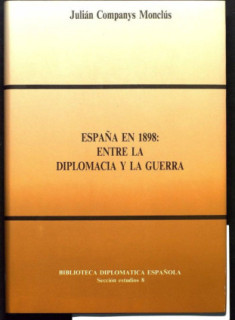 Julián Companys Monclús
ESPAÑA EN 1898:
ENTRE LA
DIPLOMACIA Y LA GUERRA
BIBLIOTECA DIPLOMATICA ESPAÑOLA
Sección estudios 8